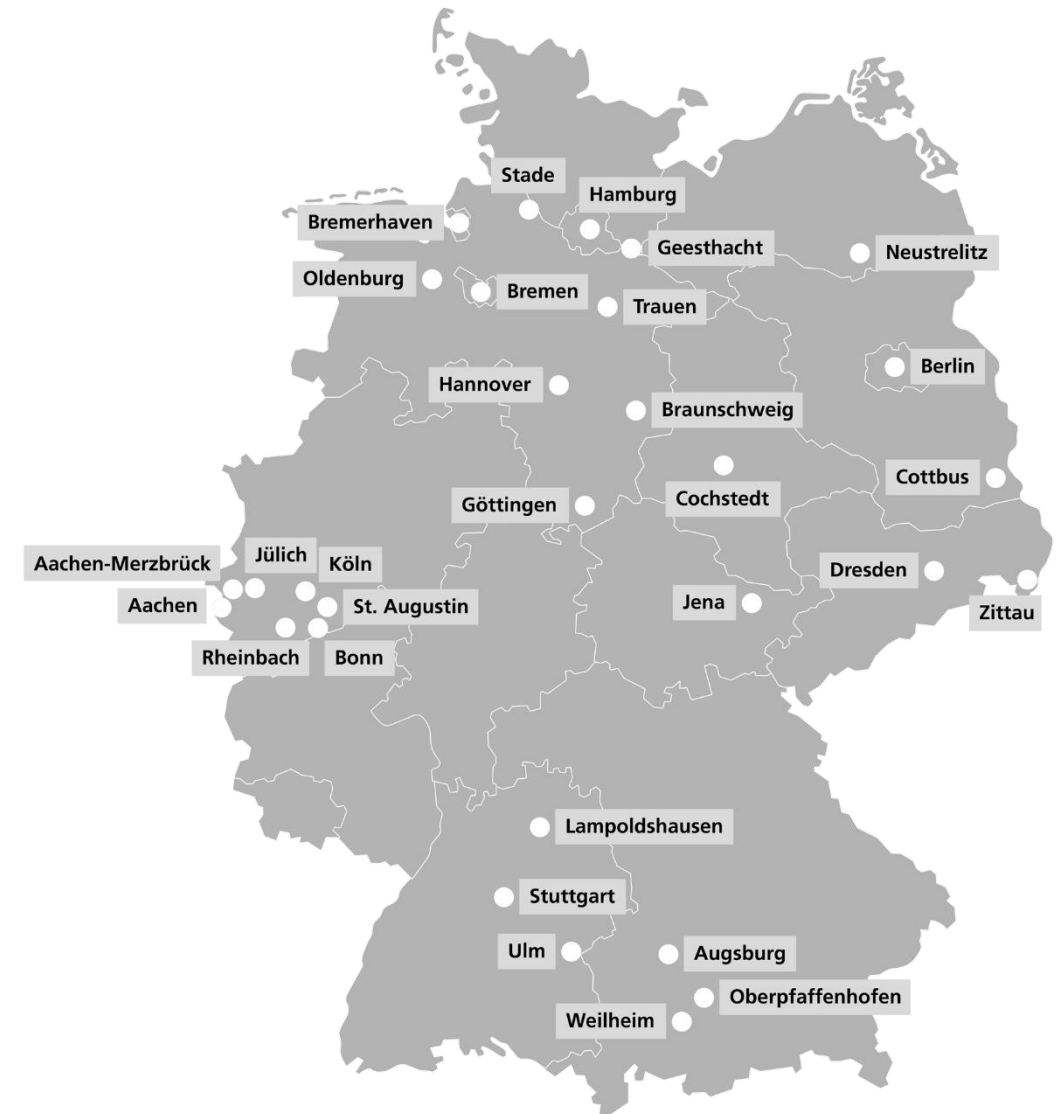 Stade
Hamburg
Bremerhaven
Geesthacht
Neustrelitz
Oldenburg
Bremen
Trauen
Berlin
Hannover
Braunschweig
Cottbus
Cochstedt
Göttingen
Jülich
Köln
Aachen-Merzbrück
Dresden
Aachen
St. Augustin
Jena
Zittau
Rheinbach
Bonn
Lampoldshausen
Stuttgart
Ulm
Augsburg
Oberpfaffenhofen
Weilheim